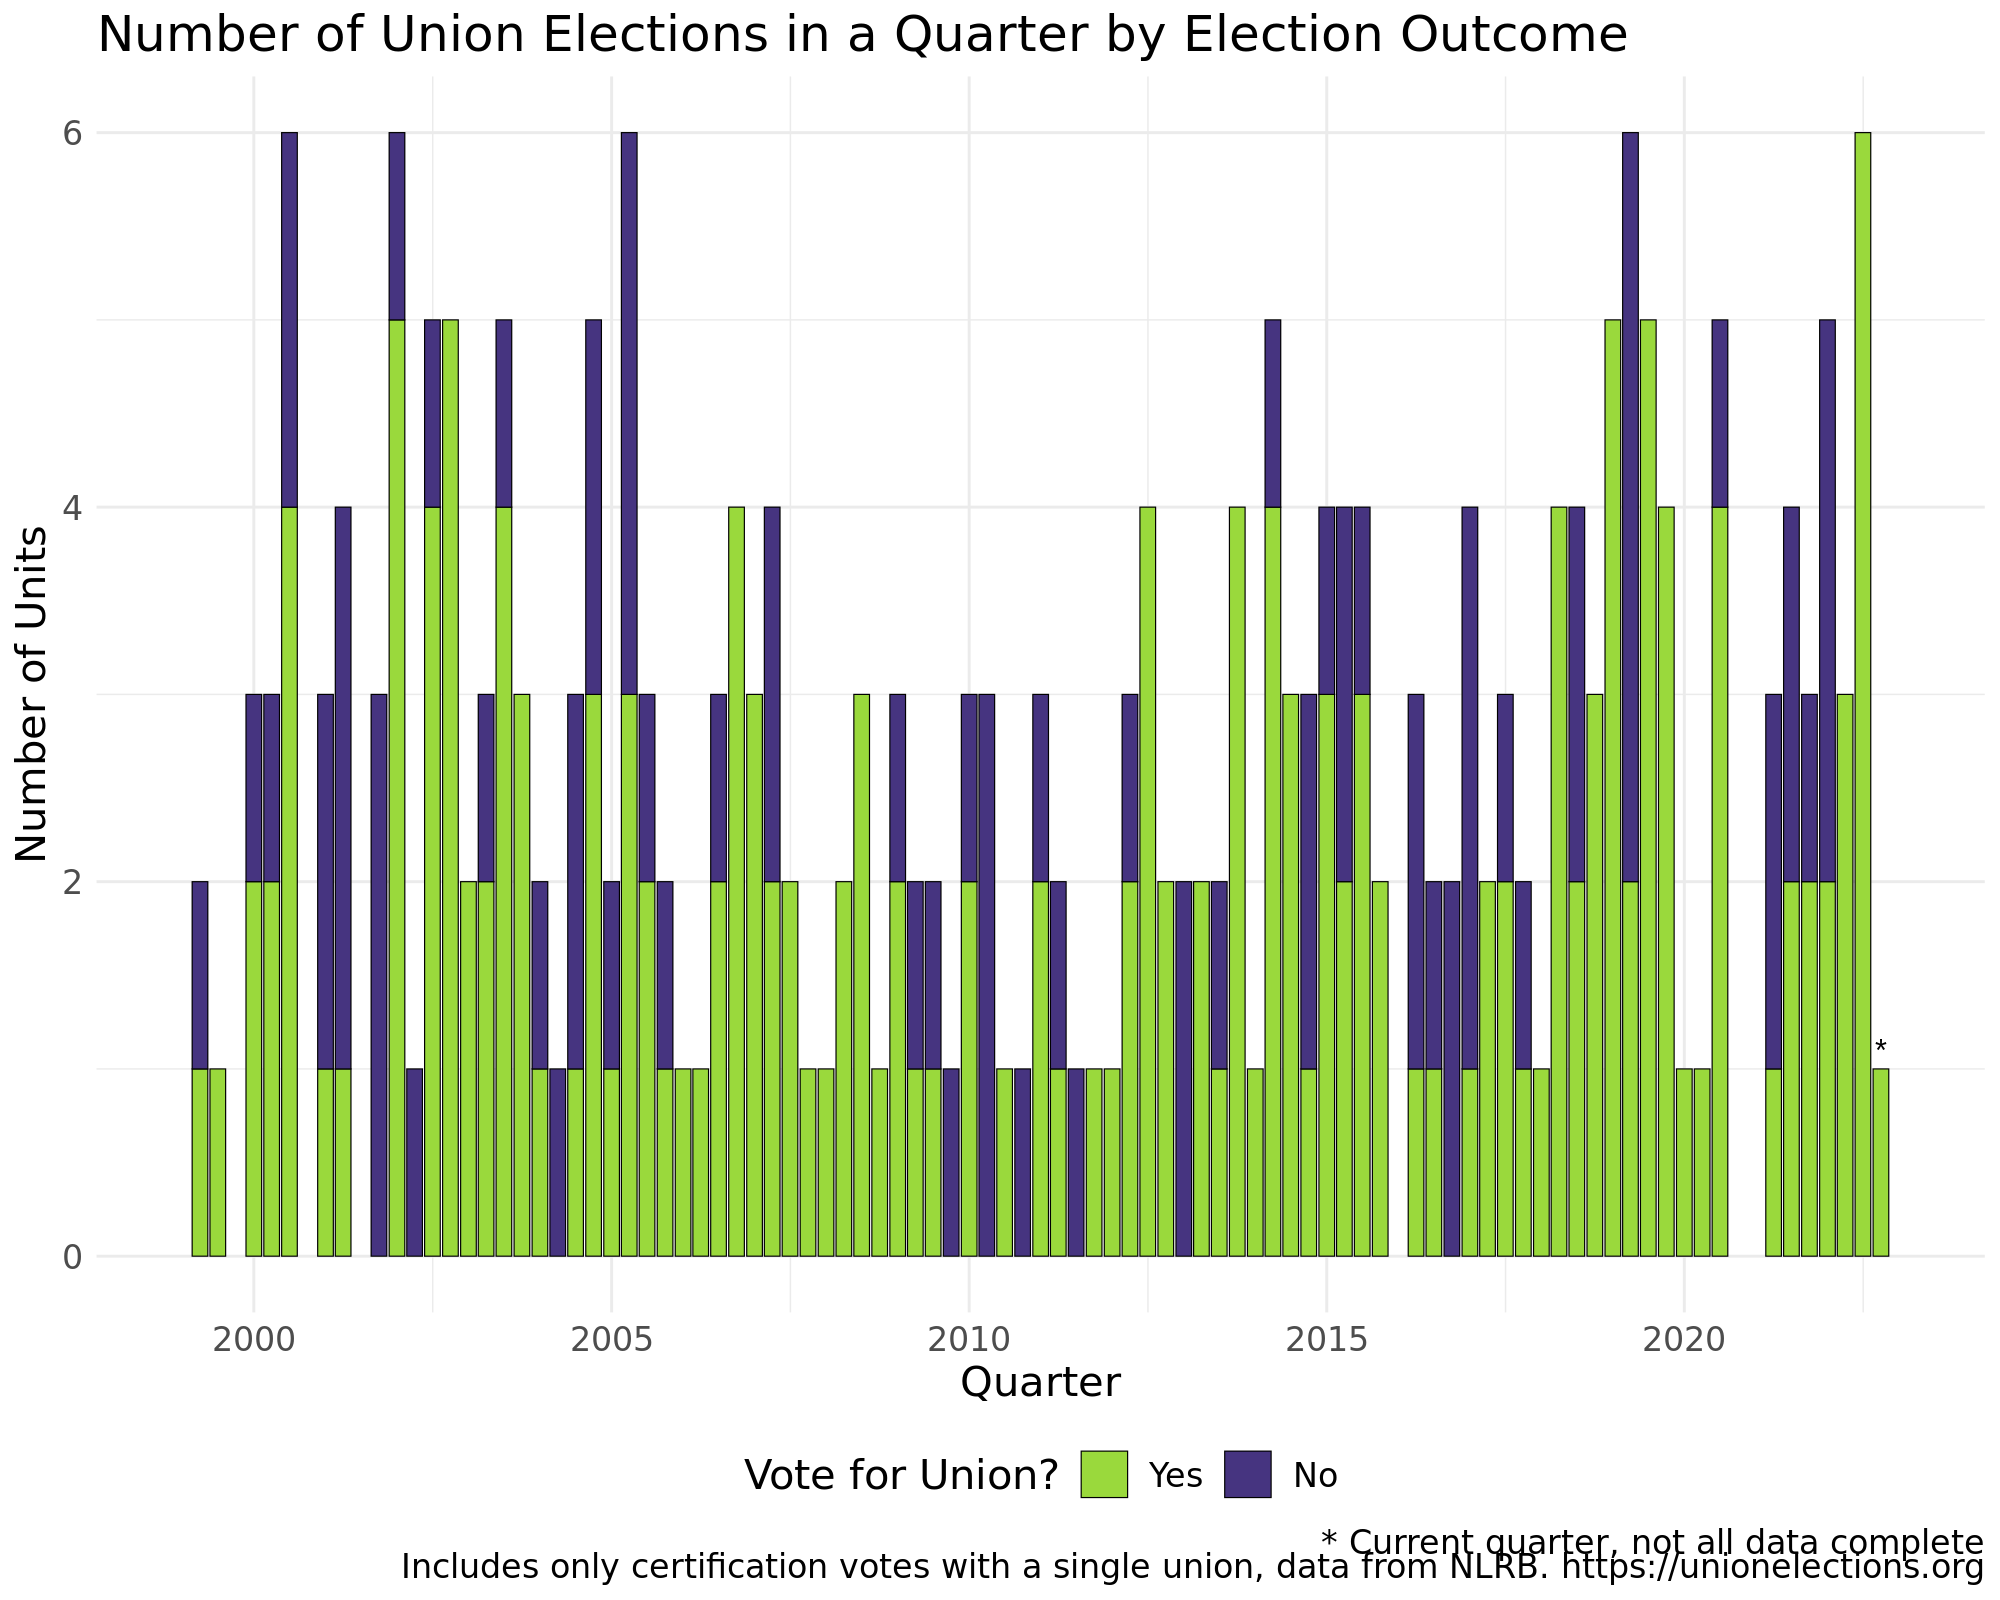 Number of Union Elections in a Quarter by Election Outcome
6
4
2
0
Number of Units
*
2000 2005 2010 2015 2020
Quarter
Vote for Union? Yes No
* Current quarter, not all data complete
Includes only certification votes with a single union, data from NLRB. https://unionelections.org